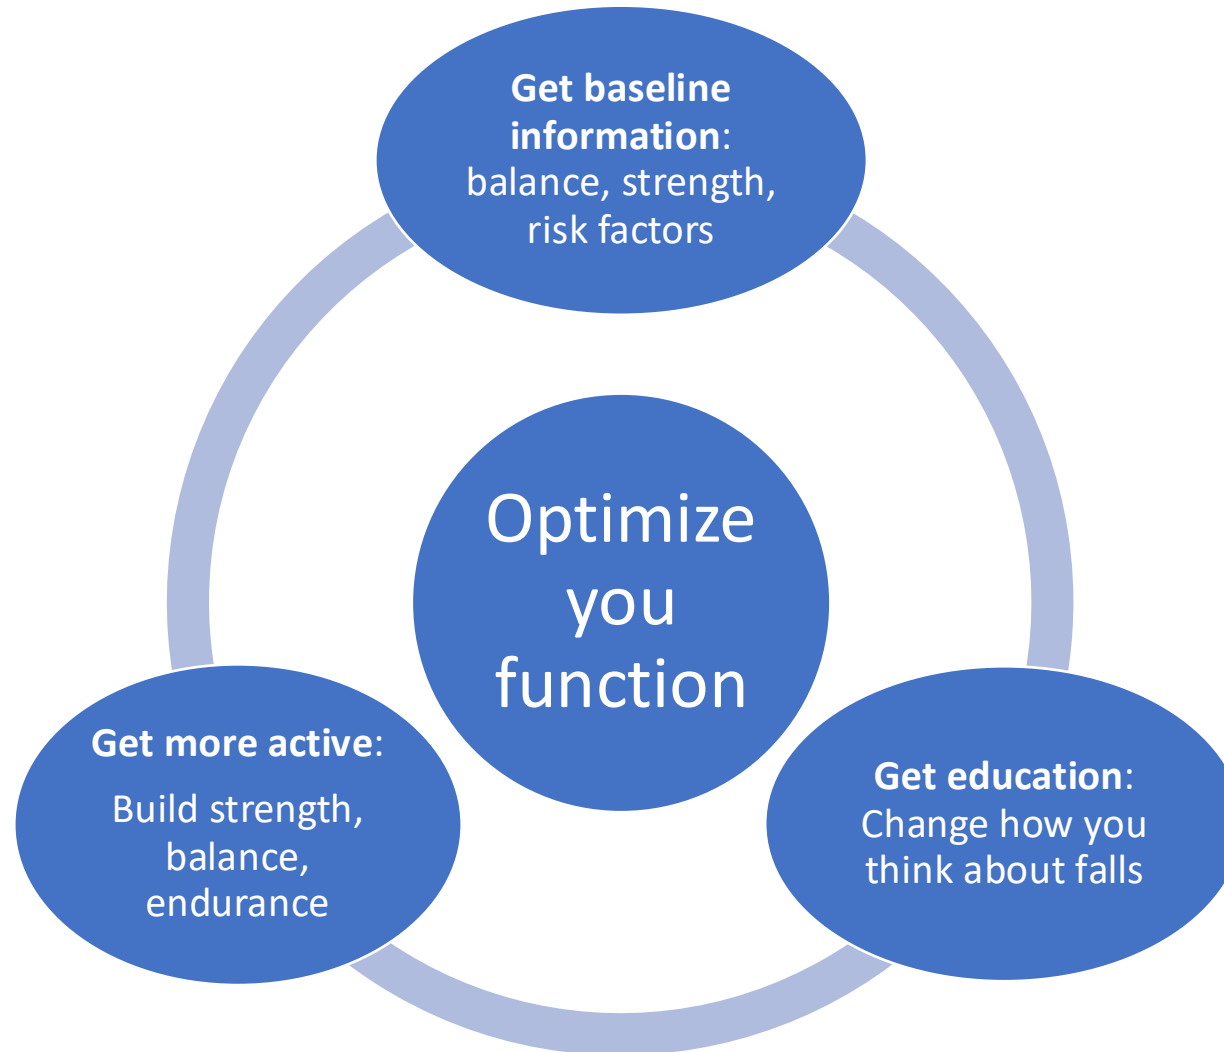 Get baseline
information:
balance, strength,
risk factors
Optimize
you
function
Get more active:
Build strength,
balance,
endurance
Get education:
Change how you
think about falls